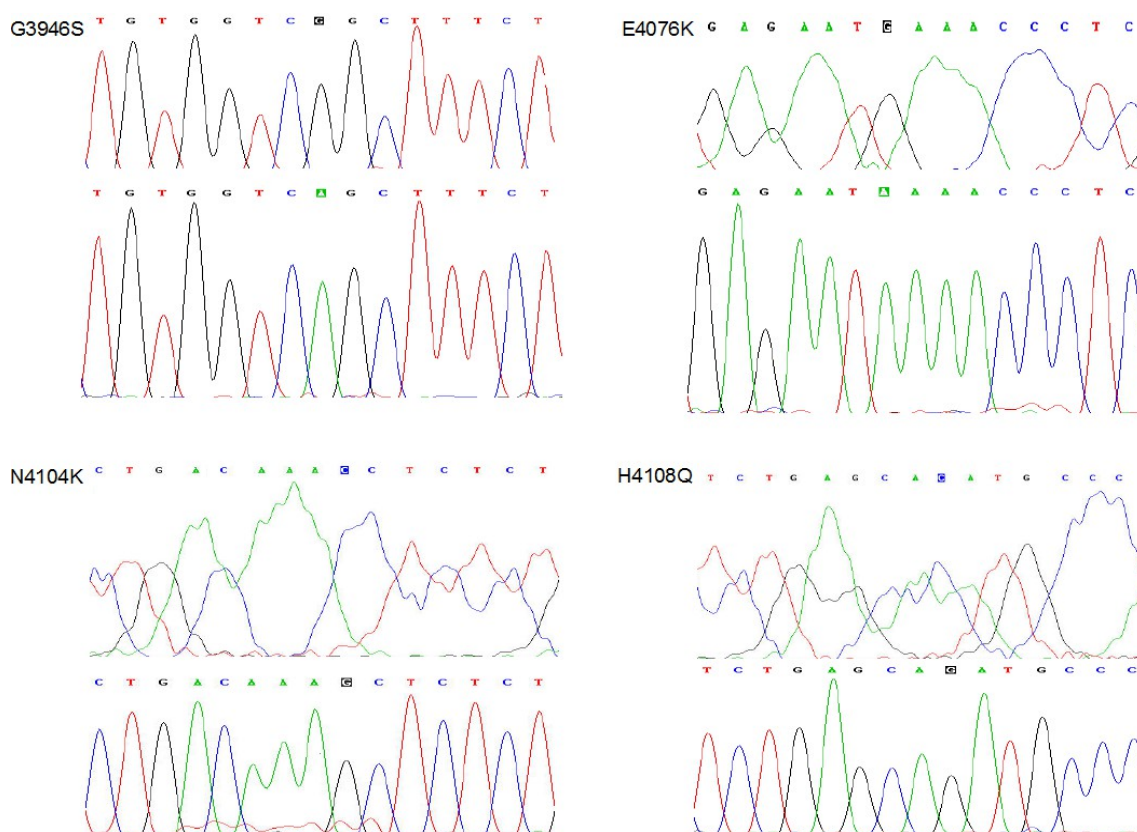 G3946S
T G T G G T C G G C T T T C T
T G T G G T C A G C T T T C T
E4076K
G A G A A T G A A A C C C T C
G A G A A T A A A A C C C T C
N4104K
C T G A C A A A C C T C T C T
C T G A C A A A G C T C T C T
H4108Q
T C T G A G C A C A T G C C C
T C T G A G C A G A T G C C C